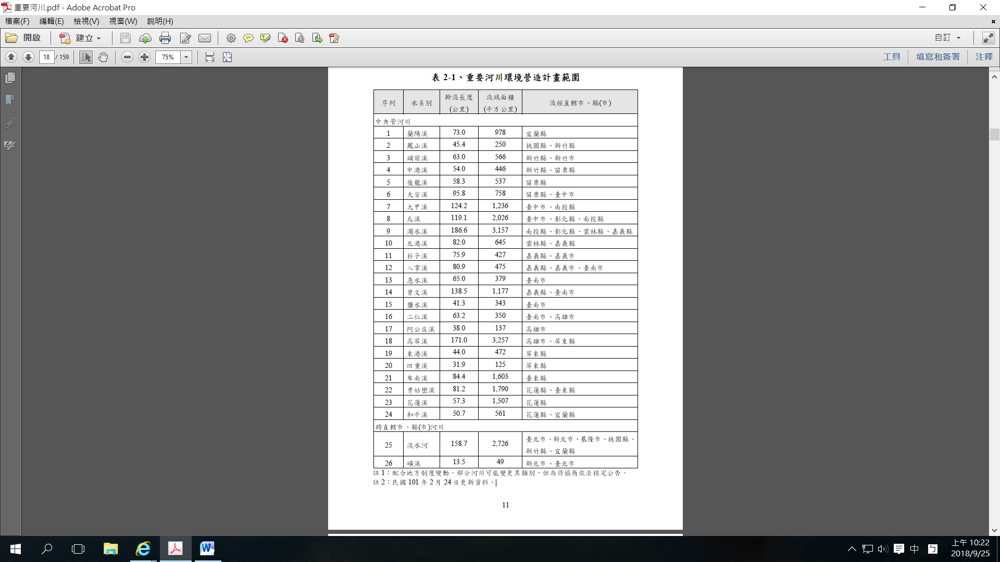 重要河川.pdf - Adobe Acrobat Pro
檔案(F) 編輯(E) 檢視(V) 視窗(W) 說明(H)
開啟 建立 自訂
18 / 159 75% 工具 填寫和簽署 注釋
表 2-1、重要河川環境營造計畫範圍
序列 水系別 幹流長度(公里) 流域面積(平方公里) 流經直轄市、縣(市)
中央管河川
1 蘭陽溪 73.0 978 宜蘭縣
2 鳳山溪 45.4 250 桃園縣、新竹縣
3 頭前溪 63.0 566 新竹縣、新竹市
4 中港溪 54.0 446 新竹縣、苗栗縣
5 後龍溪 58.3 537 苗栗縣
6 大安溪 95.8 758 苗栗縣、臺中市
7 大甲溪 124.2 1,236 臺中市、南投縣
8 烏溪 119.1 2,026 臺中市、彰化縣、南投縣
9 濁水溪 186.6 3,157 南投縣、彰化縣、雲林縣、嘉義縣
10 北港溪 82.0 645 雲林縣、嘉義縣
11 朴子溪 75.9 427 嘉義縣、嘉義市
12 八掌溪 80.9 475 嘉義縣、嘉義市、臺南市
13 急水溪 65.0 379 臺南市
14 曾文溪 138.5 1,177 嘉義縣、臺南市
15 鹽水溪 41.3 343 臺南市
16 二仁溪 63.2 350 臺南市、高雄市
17 阿公店溪 38.0 137 高雄市
18 高屏溪 171.0 3,257 高雄市、屏東縣
19 東港溪 44.0 472 屏東縣
20 四重溪 31.9 125 屏東縣
21 卑南溪 84.4 1,603 臺東縣
22 秀姑巒溪 81.2 1,790 花蓮縣、臺東縣
23 花蓮溪 57.3 1,507 花蓮縣
24 和平溪 50.7 561 花蓮縣、宜蘭縣
跨直轄市、縣(市)河川
25 淡水河 158.7 2,726 臺北市、新北市、基隆市、桃園縣、
新竹縣、宜蘭縣
26 磺溪 13.5 49 新北市、臺北市
註 1：配合地方制度變動，部分河川可能變更其類別，但尚待協商依法核定公告。
註 2：民國 101 年 2 月 24 日更新資料。
11
中 ㄅ 上午 10:22
2018/9/25